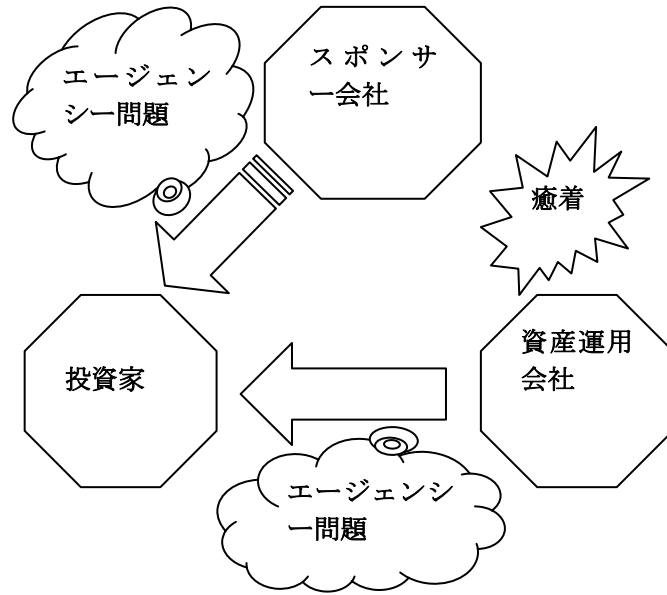 エージェン
シー問題
スポンサ
ー会社
癒着
投資家
資産運用
会社
エージェンシ
ー問題